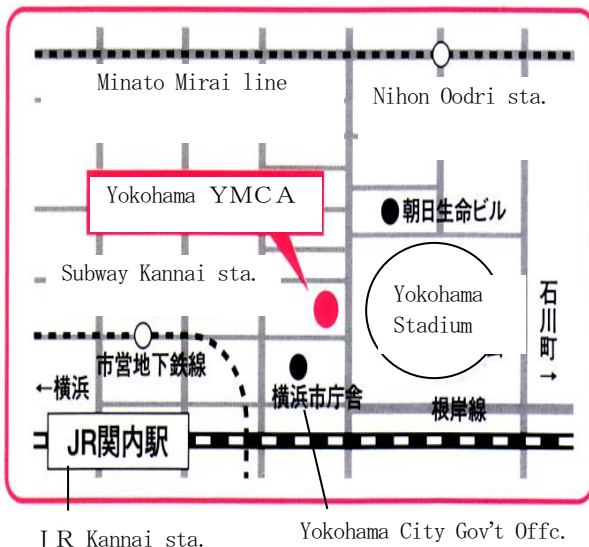 Minato Mirai line
Nihon Oodri sta.
Yokohama YMCA
朝日生命ビル
Subway Kannai sta.
Yokohama
Stadium
石川町→
市営地下鉄線
←横浜
横浜市庁舎
根岸線
JR関内駅
JR Kannai sta.
Yokohama City Gov't Offc.